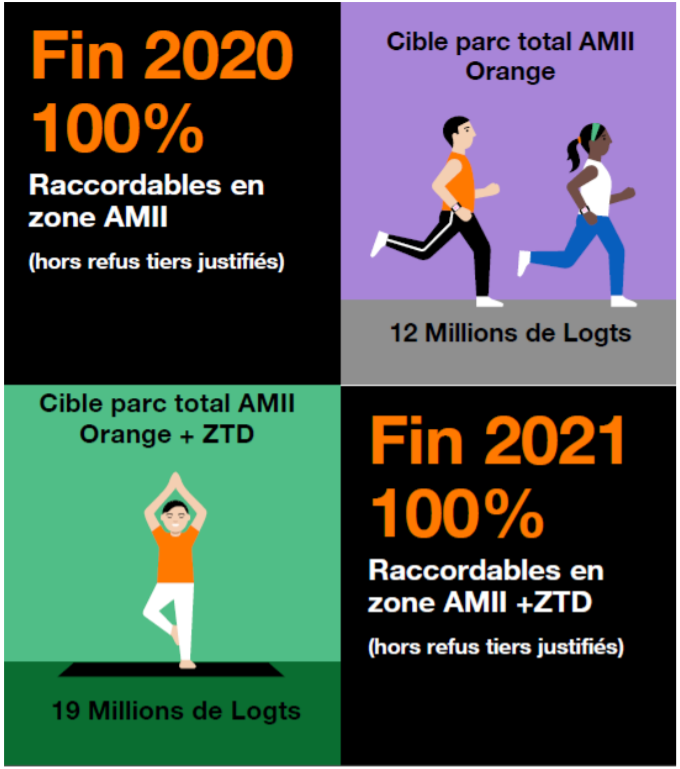 Fin 2020
100%
Raccordables en
zone AMII
(hors refus tiers justifiés)
Cible parc total AMII
Orange
12 Millions de Logts
Cible parc total AMII
Orange + ZTD
19 Millions de Logts
Fin 2021
100%
Raccordables en
zone AMII +ZTD
(hors refus tiers justifiés)